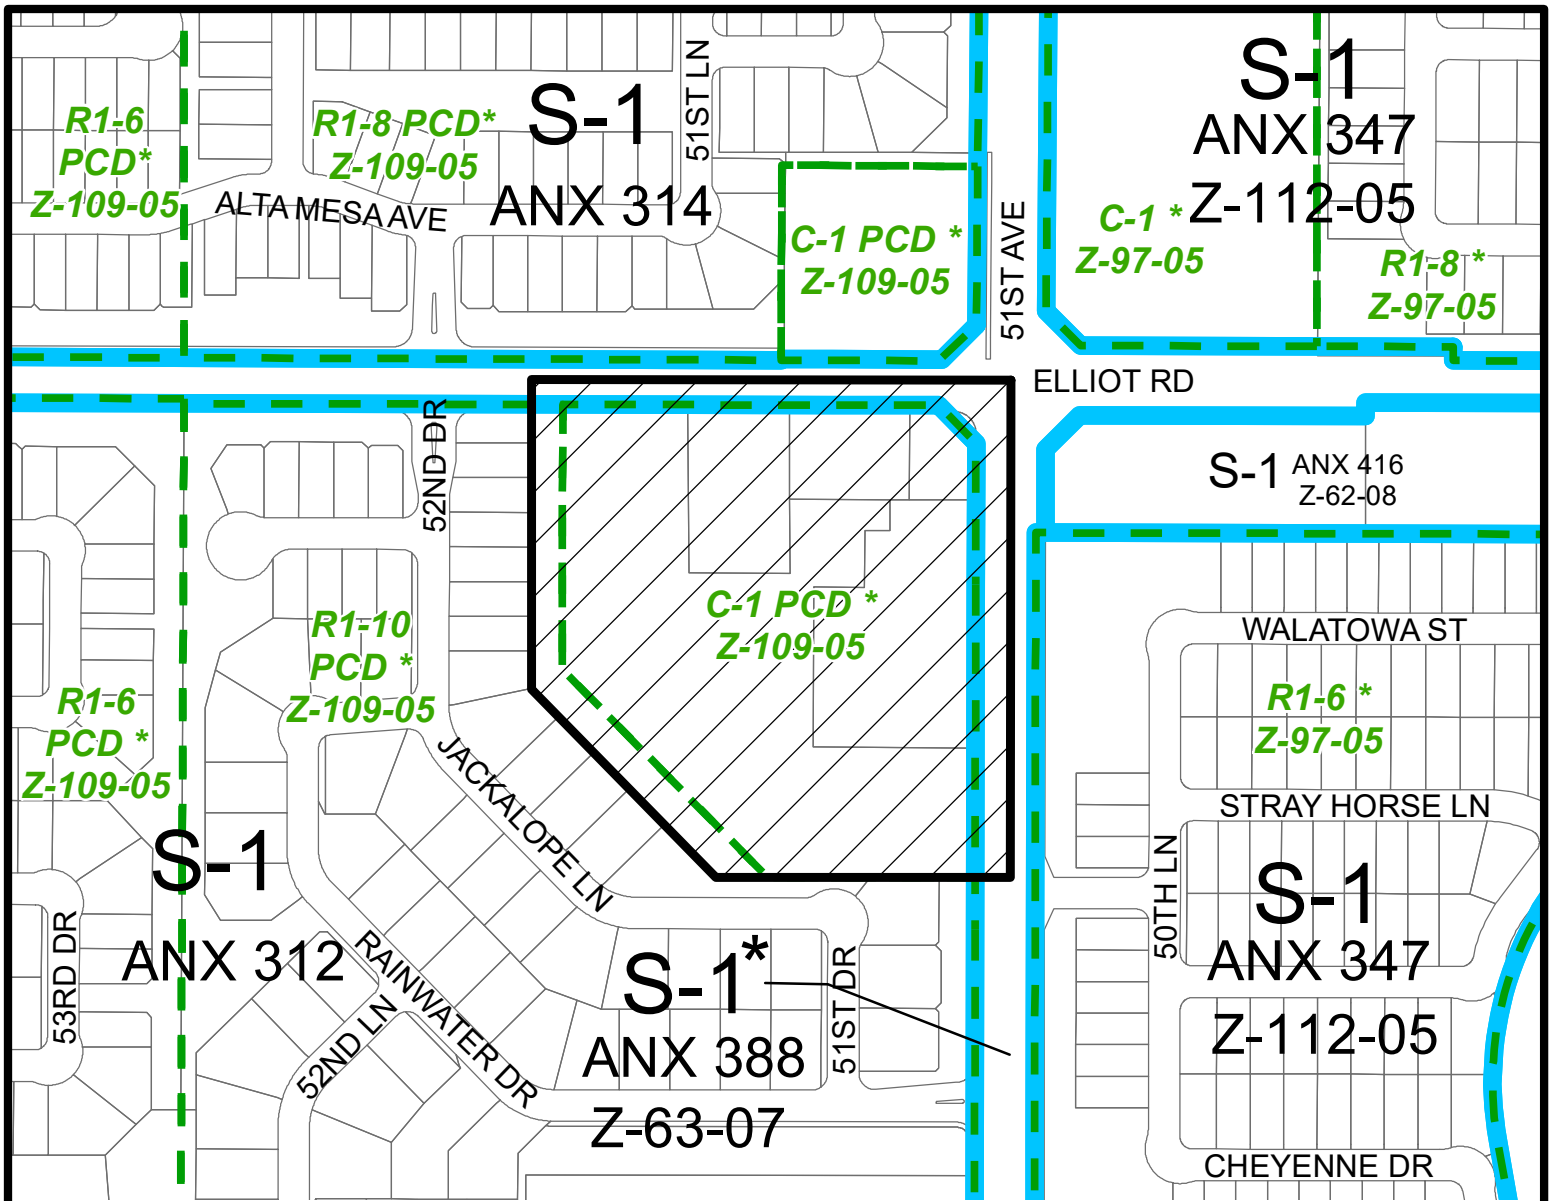 S-1
ANX 314
51ST LN
R1-6
PCD*
Z-109-05
R1-8 PCD*
Z-109-05
ALTA MESA AVE
C-1 PCD *
Z-109-05
51ST AVE
S-1
ANX 347
Z-112-05
C-1 *
Z-97-05
R1-8 *
Z-97-05
ELLIOT RD
52ND DR
S-1
ANX 416
Z-62-08
C-1 PCD *
Z-109-05
R1-10
PCD *
Z-109-05
R1-6
PCD *
Z-109-05
WALATOWA ST
R1-6 *
Z-97-05
STRAY HORSE LN
JACKALOPE LN
S-1
ANX 312
53RD DR
RAINWATER DR
52ND LN
S-1*
ANX 388
Z-63-07
51ST DR
50TH LN
S-1
ANX 347
Z-112-05
CHEYENNE DR